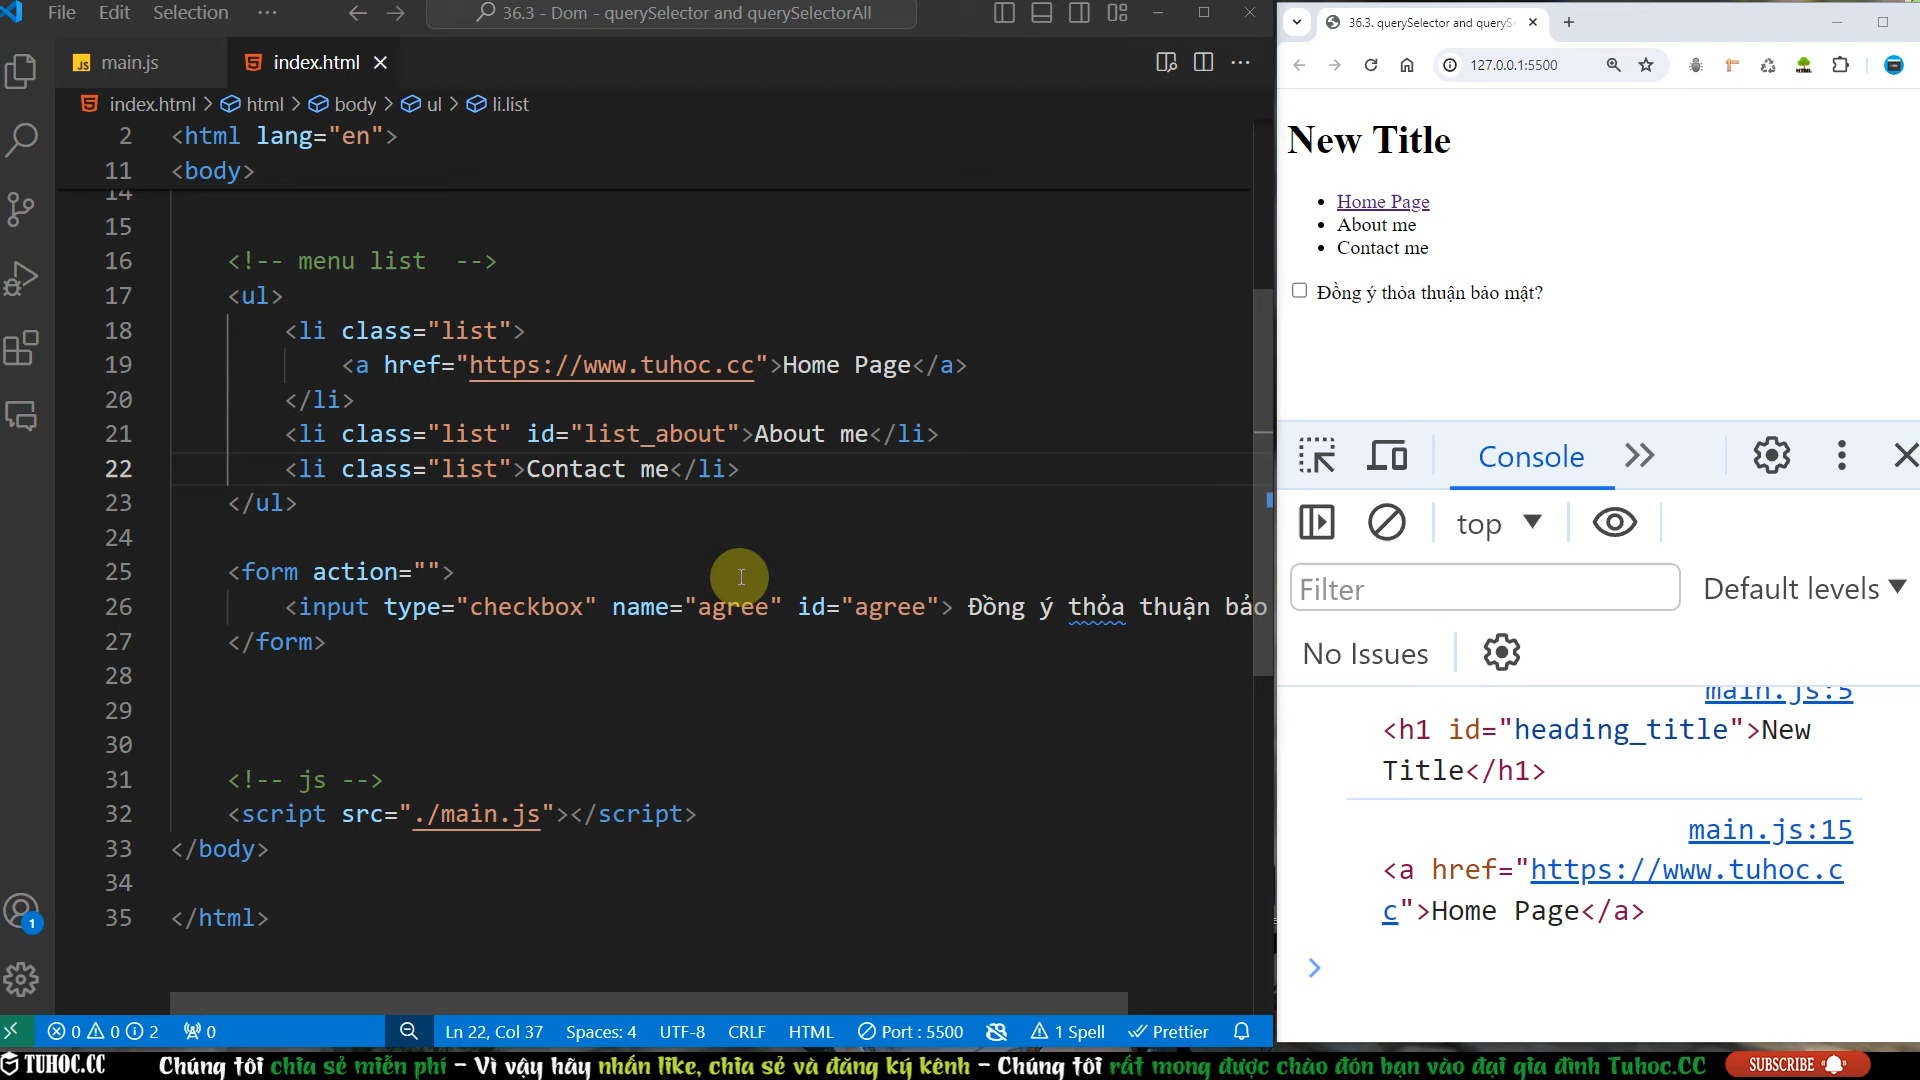 File Edit Selection ··· 36.3 - Dom - querySelector and querySelectorAll
main.js index.html
index.html > html > body > ul > li.list
2 <html lang="en">
11 <body>
14
15
16 <!-- menu list  -->
17 <ul>
18 <li class="list">
19 <a href="https://www.tuhoc.cc">Home Page</a>
20 </li>
21 <li class="list" id="list_about">About me</li>
22 <li class="list">Contact me</li>
23 </ul>
24
25 <form action="">
26 <input type="checkbox" name="agree" id="agree"> Đồng ý thỏa thuận bảo
27 </form>
28
29
30
31 <!-- js -->
32 <script src="./main.js"></script>
33 </body>
34
35 </html>
1
0 0 2 0 Ln 22, Col 37 Spaces: 4 UTF-8 CRLF HTML Port : 5500 1 Spell Prettier
36.3. querySelector and queryS
127.0.0.1:5500
New Title
• Home Page
• About me
• Contact me
Đồng ý thỏa thuận bảo mật?
Console
top
Filter Default levels
No Issues
main.js:5
<h1 id="heading_title">New
Title</h1>
main.js:15
<a href="https://www.tuhoc.c
c">Home Page</a>
TUHOC.CC Chúng tôi chia sẻ miễn phí – Vì vậy hãy nhấn like, chia sẻ và đăng ký kênh – Chúng tôi rất mong được chào đón bạn vào đại gia đình Tuhoc.CC SUBSCRIBE